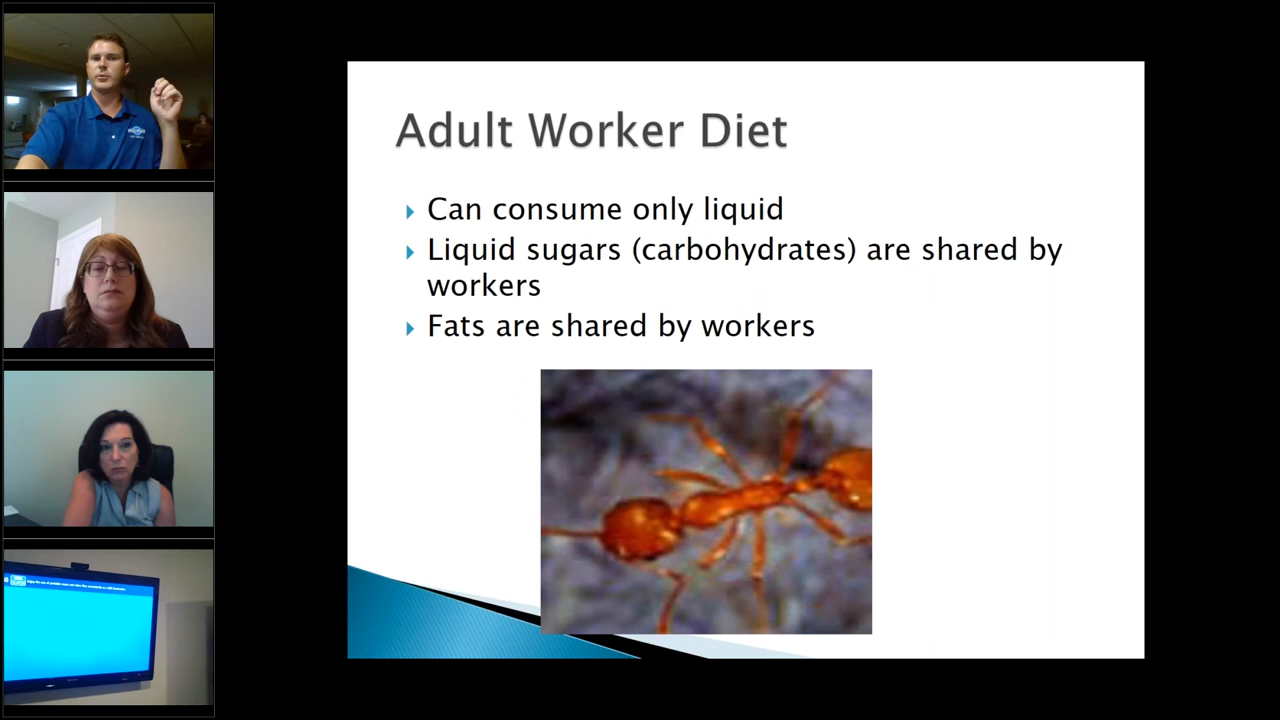 Adult Worker Diet
Can consume only liquid
Liquid sugars (carbohydrates) are shared by
workers
Fats are shared by workers